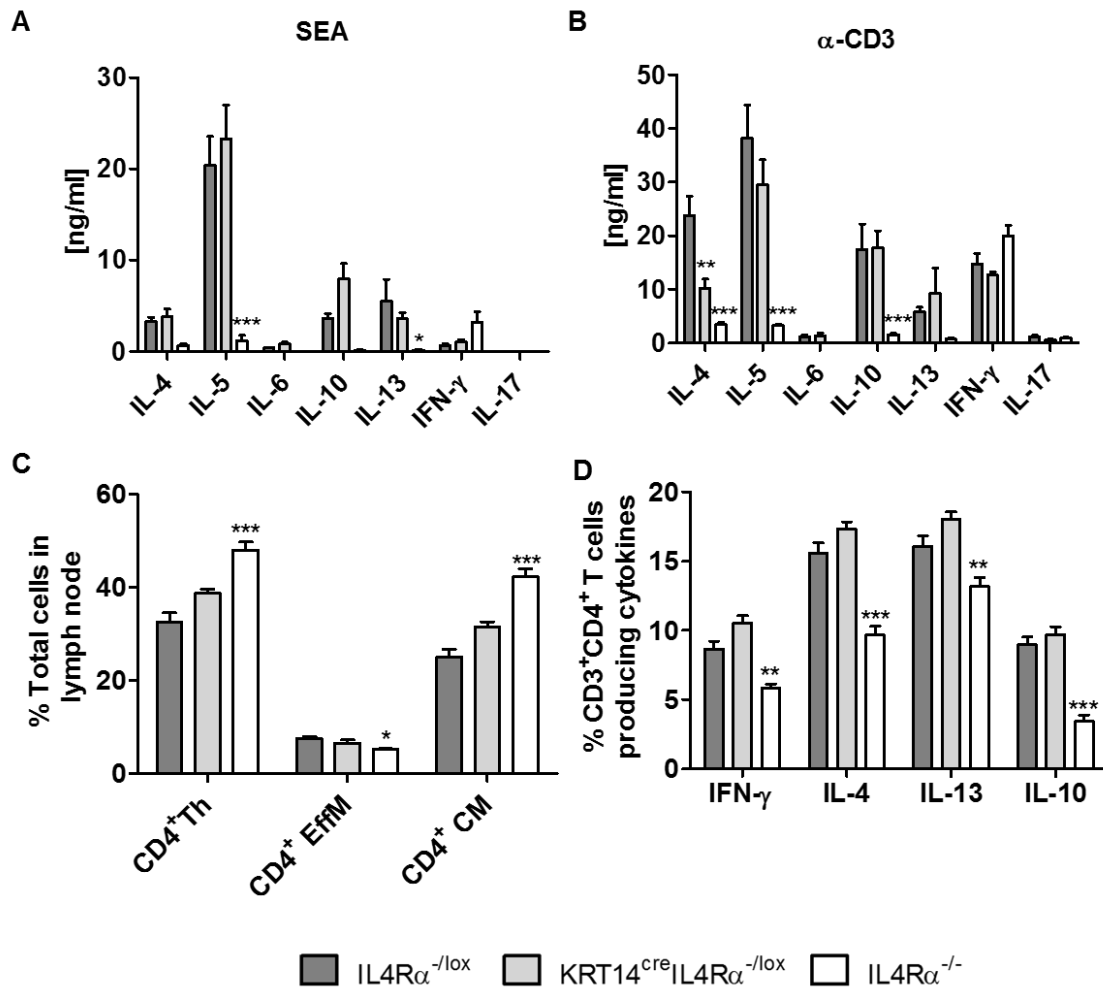 A
SEA
[ng/ml]
30
20
10
0
***
*
IL-4
IL-5
IL-6
IL-10
IL-13
IFN-γ
IL-17
B
α-CD3
[ng/ml]
50
40
30
20
10
0
**
***
***
***
IL-4
IL-5
IL-6
IL-10
IL-13
IFN-γ
IL-17
C
% Total cells in
lymph node
60
40
20
0
***
*
***
CD4⁺Th
CD4⁺ EffM
CD4⁺ CM
D
% CD3⁺CD4⁺ T cells
producing cytokines
20
15
10
5
0
**
***
**
***
IFN-γ
IL-4
IL-13
IL-10
IL4Rα⁻/ˡᵒˣ
KRT14ᶜʳᵉIL4Rα⁻/ˡᵒˣ
IL4Rα⁻/⁻